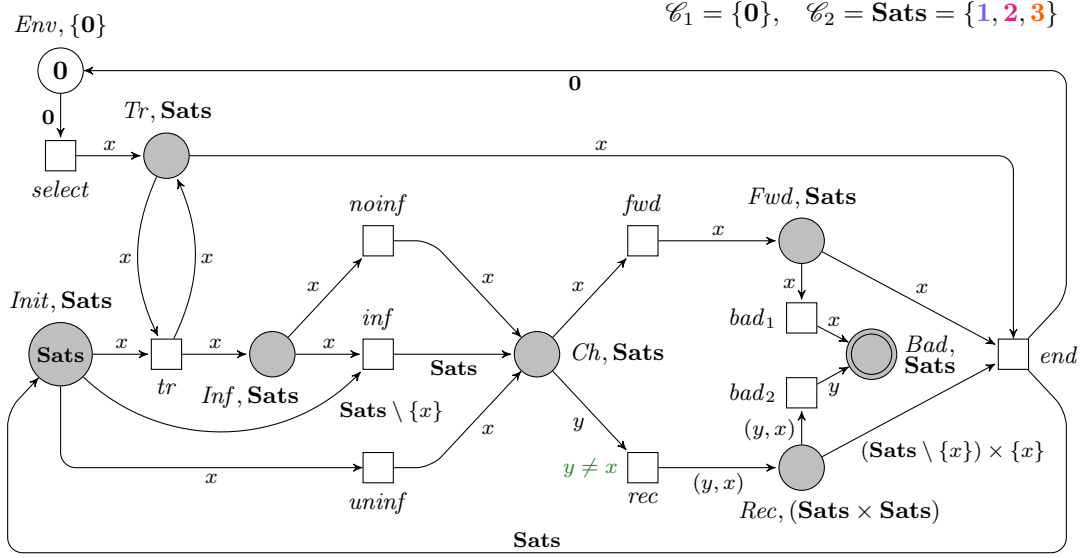 𝒞₁ = {0}, 𝒞₂ = Sats = {1, 2, 3}
Env, {0}
0
0
0
Tr, Sats
x
x
select
noinf
fwd
Fwd, Sats
x
x
x
x
x
x
x
x
Init, Sats
inf
bad₁
x
Sats
x
x
x
Sats
Ch, Sats
Bad,
Sats
end
tr
Inf, Sats
bad₂
y
Sats \ {x}
x
y
(y, x)
(Sats \ {x}) × {x}
x
y ≠ x
(y, x)
uninf
rec
Rec, (Sats × Sats)
Sats